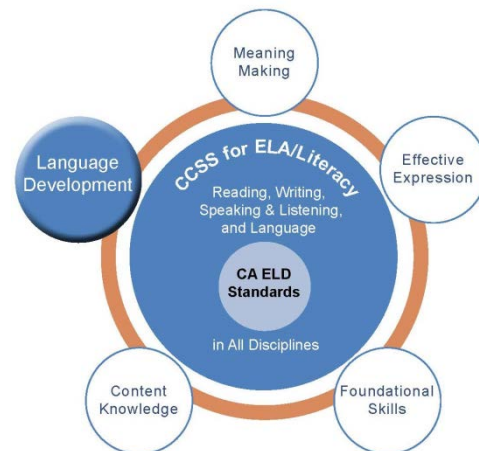 Meaning
Making
Language
Development
Effective
Expression
CCSS for ELA/Literacy
Reading, Writing,
Speaking & Listening,
and Language
CA ELD
Standards
in All Disciplines
Content
Knowledge
Foundational
Skills